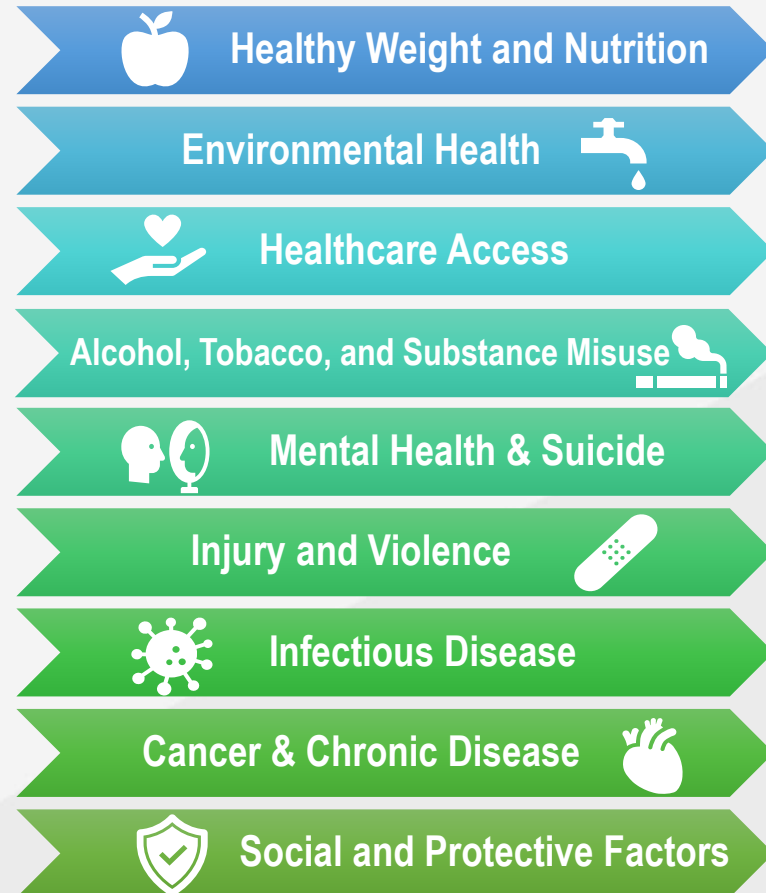 Healthy Weight and Nutrition
Environmental Health
Healthcare Access
Alcohol, Tobacco, and Substance Misuse
Mental Health & Suicide
Injury and Violence
Infectious Disease
Cancer & Chronic Disease
Social and Protective Factors